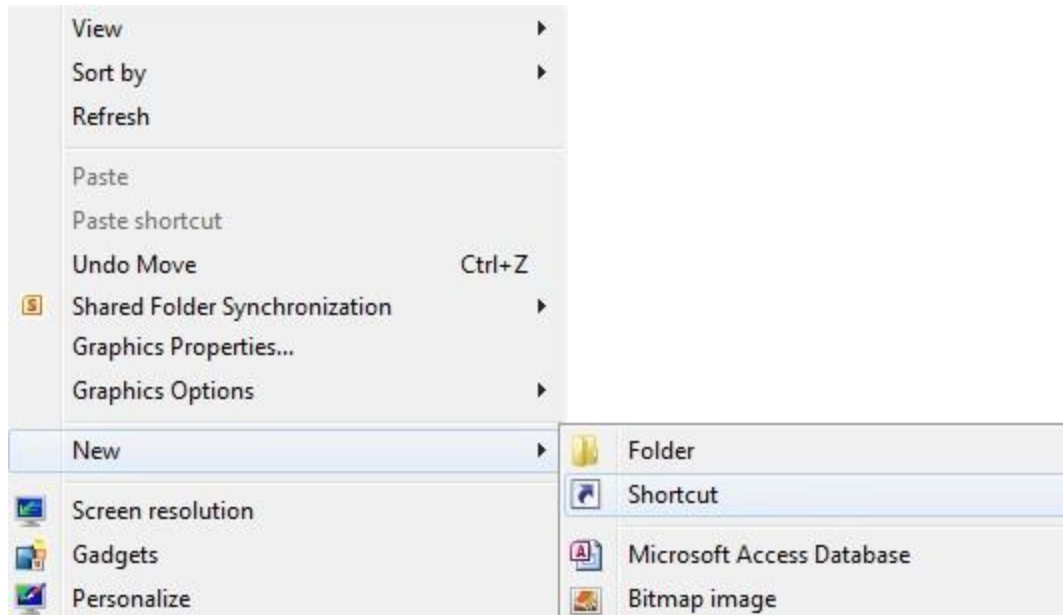 View
Sort by
Refresh
Paste
Paste shortcut
Undo Move Ctrl+Z
Shared Folder Synchronization
Graphics Properties...
Graphics Options
New
Screen resolution
Gadgets
Personalize
Folder
Shortcut
Microsoft Access Database
Bitmap image